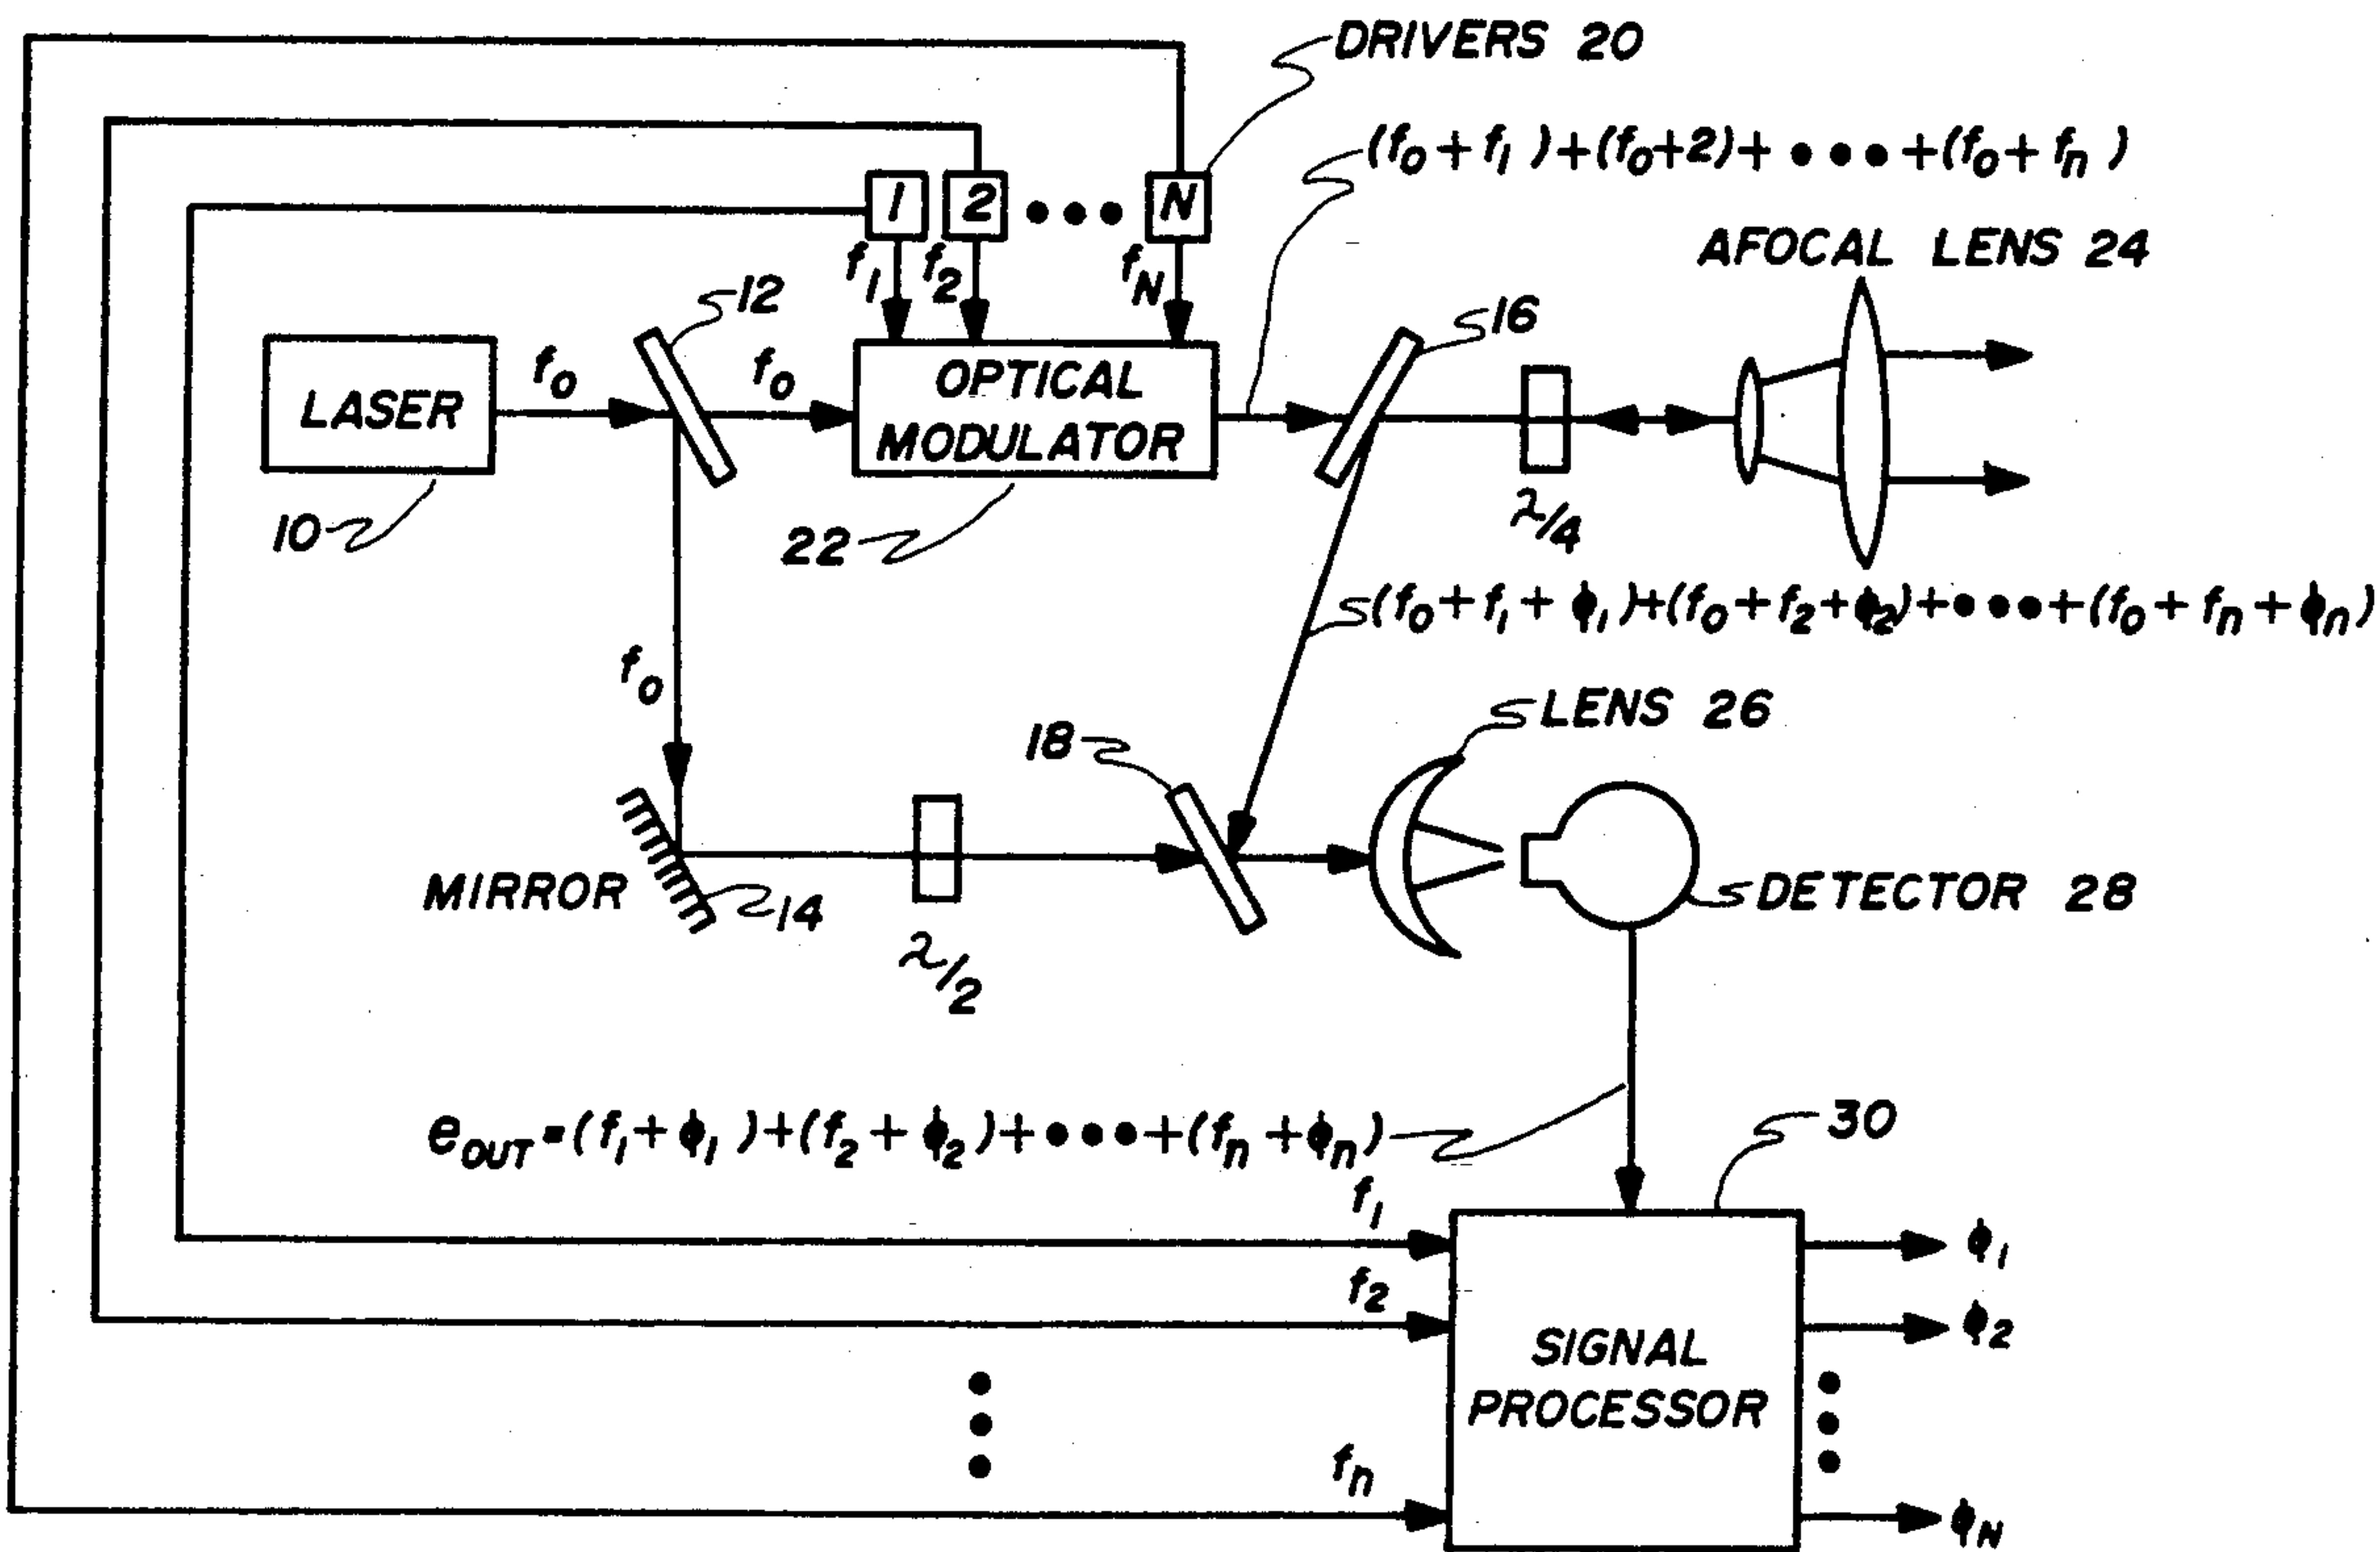 DRIVERS 20
(f₀ + f₁) + (f₀+2) + ••• + (f₀ + fₙ)
1 2 ••• N
f₁ f₂ f_N
AFOCAL LENS 24
12
16
LASER
f₀
f₀
OPTICAL
MODULATOR
10
22
λ/4
(f₀ + f₁ + ϕ₁) + (f₀ + f₂ + ϕ₂) + ••• + (f₀ + fₙ + ϕₙ)
f₀
LENS 26
18
MIRROR
14
DETECTOR 28
λ/2
e_OUT = (f₁ + ϕ₁) + (f₂ + ϕ₂) + ••• + (fₙ + ϕₙ)
30
f₁
ϕ₁
f₂
ϕ₂
SIGNAL
PROCESSOR
fₙ
ϕ_N